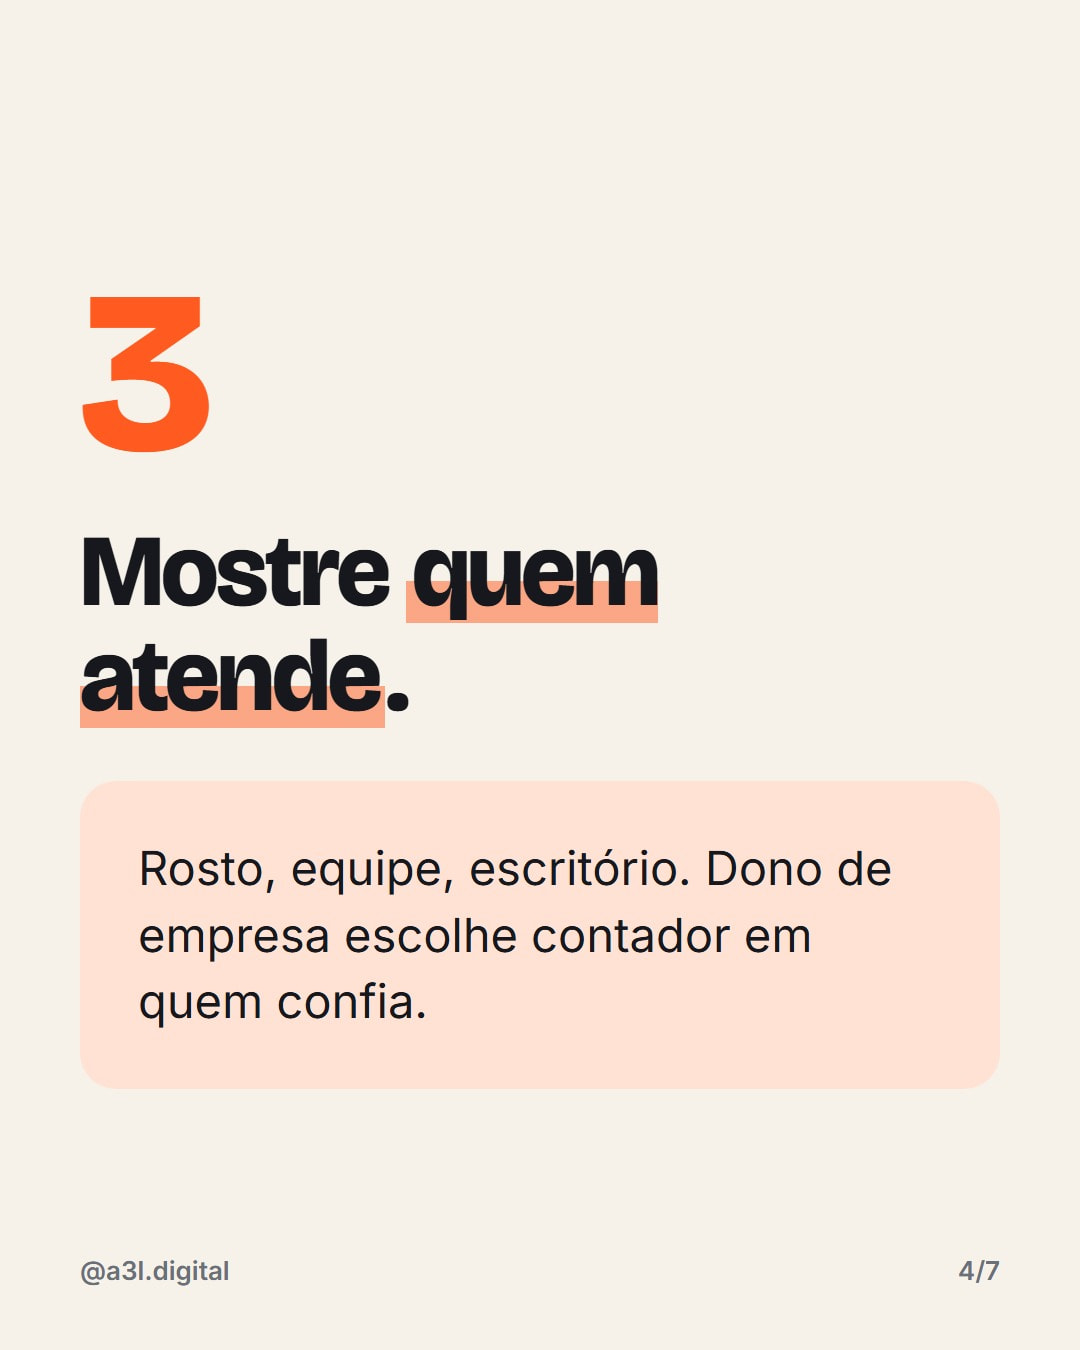 3
Mostre quem
atende.
Rosto, equipe, escritório. Dono de
empresa escolhe contador em
quem confia.
@a3l.digital
4/7